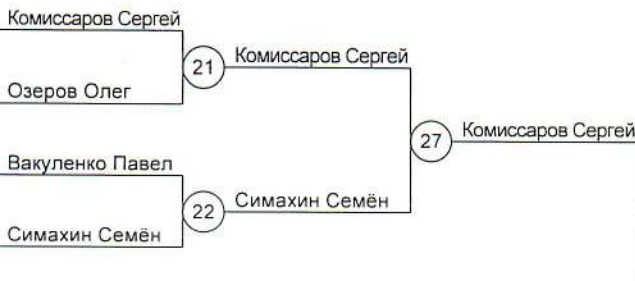 Комиссаров Сергей
21
Комиссаров Сергей
Озеров Олег
27
Комиссаров Сергей
Вакуленко Павел
22
Симахин Семён
Симахин Семён